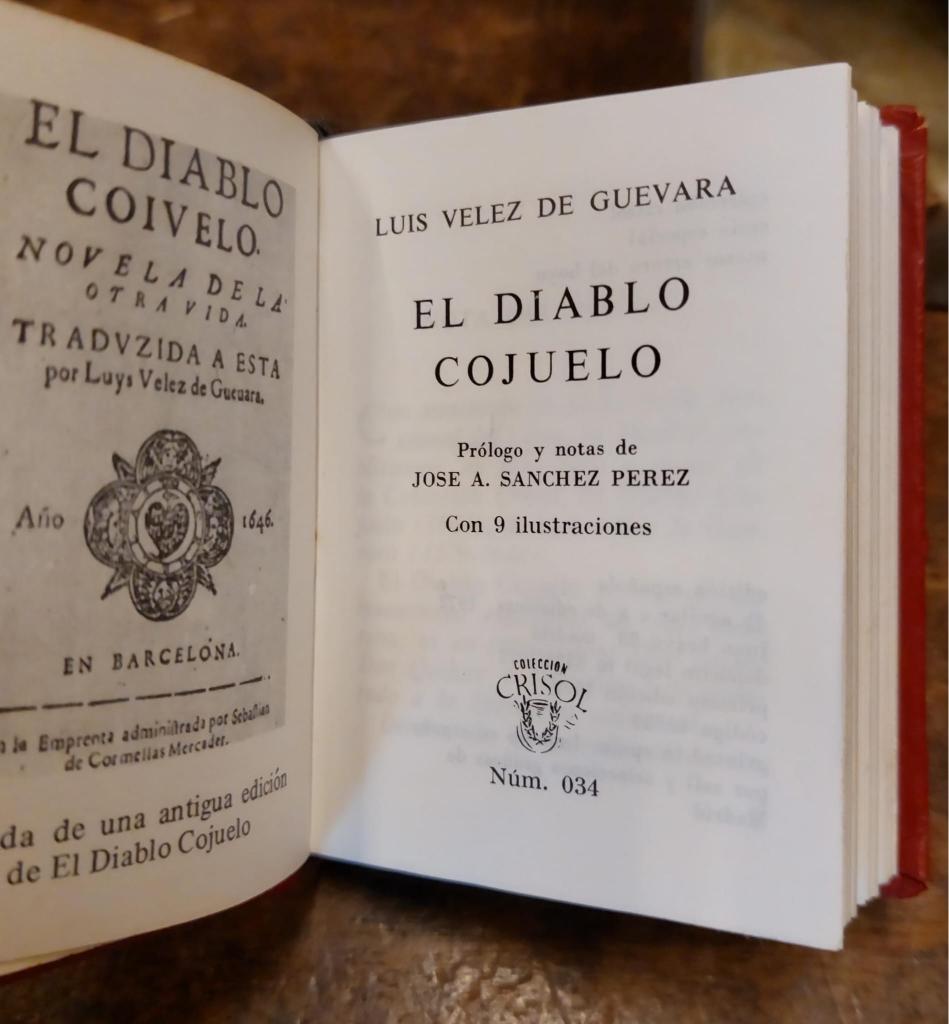 EL DIABLO
COIVELO.
NOVELA DE LA
OTRA VIDA.
TRADVZIDA A ESTA
por Luys Velez de Gueuara.
Año 1646.
EN BARCELONA.
la Emprenta administrada por Sebastian
de Cormellas Mercader.
da de una antigua edición
de El Diablo Cojuelo
LUIS VELEZ DE GUEVARA
EL DIABLO
COJUELO
Prólogo y notas de
JOSE A. SANCHEZ PEREZ
Con 9 ilustraciones
COLECCION
CRISOL
Núm. 034